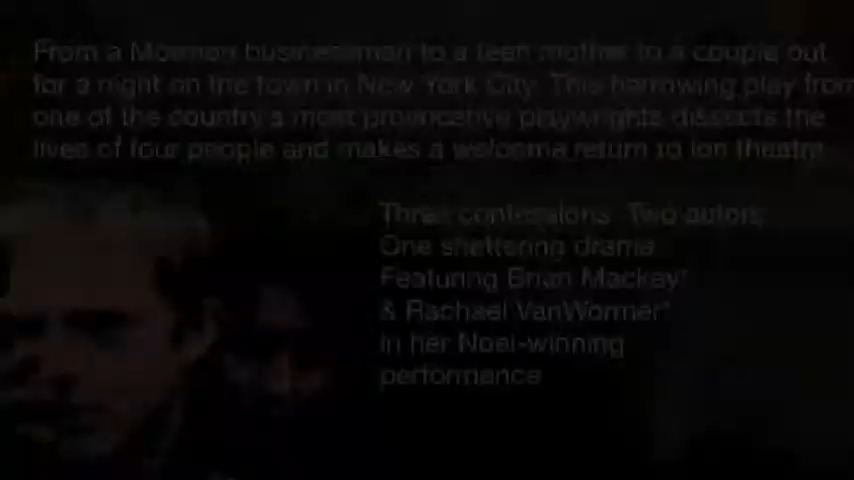 From a Mormon businessman to a teen mother to a couple out
for a night on the town in New York City. This harrowing play from
one of the country's most provocative playwrights dissects the
lives of four people and makes a welcome return to ion theatre.
Three confessions. Two actors.
One shattering drama.
Featuring Brian Mackey*
& Rachael VanWormer*
in her Noel-winning
performance